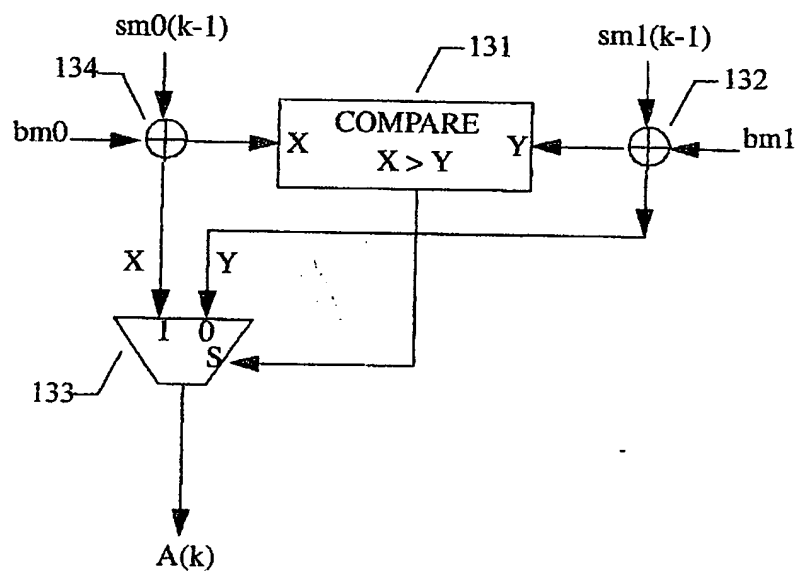 sm0(k-1)
131
sm1(k-1)
134
132
COMPARE
bm0
X
X > Y
Y
bm1
X
Y
1
0
S
133
A(k)